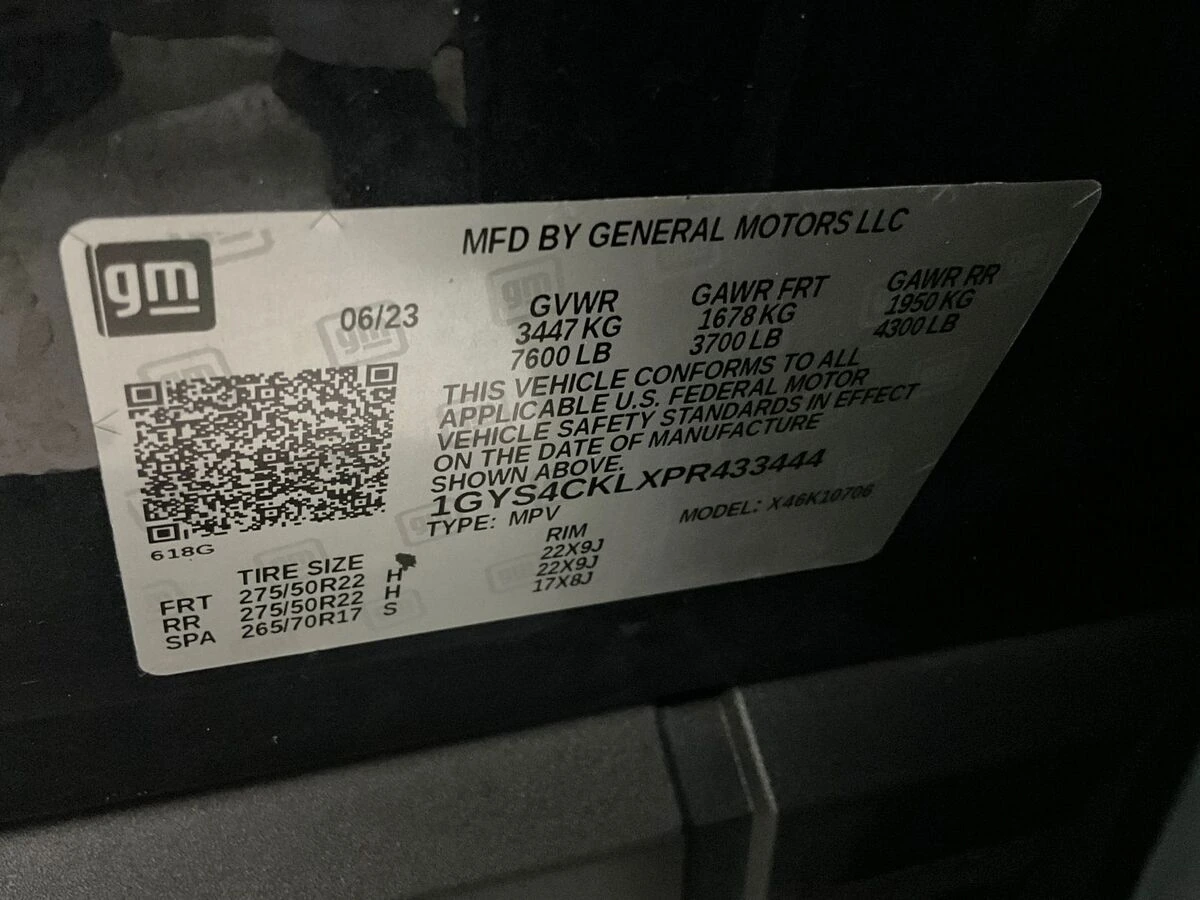 gm
MFD BY GENERAL MOTORS LLC
06/23
GVWR GAWR FRT GAWR RR
3447 KG 1678 KG 1950 KG
7600 LB 3700 LB 4300 LB
THIS VEHICLE CONFORMS TO ALL
APPLICABLE U.S. FEDERAL MOTOR
VEHICLE SAFETY STANDARDS IN EFFECT
ON THE DATE OF MANUFACTURE
SHOWN ABOVE.
1GYS4CKLXPR433444
TYPE: MPV MODEL: X46K10706
618G
TIRE SIZE RIM
FRT 275/50R22 H 22X9J
RR 275/50R22 H 22X9J
SPA 265/70R17 S 17X8J